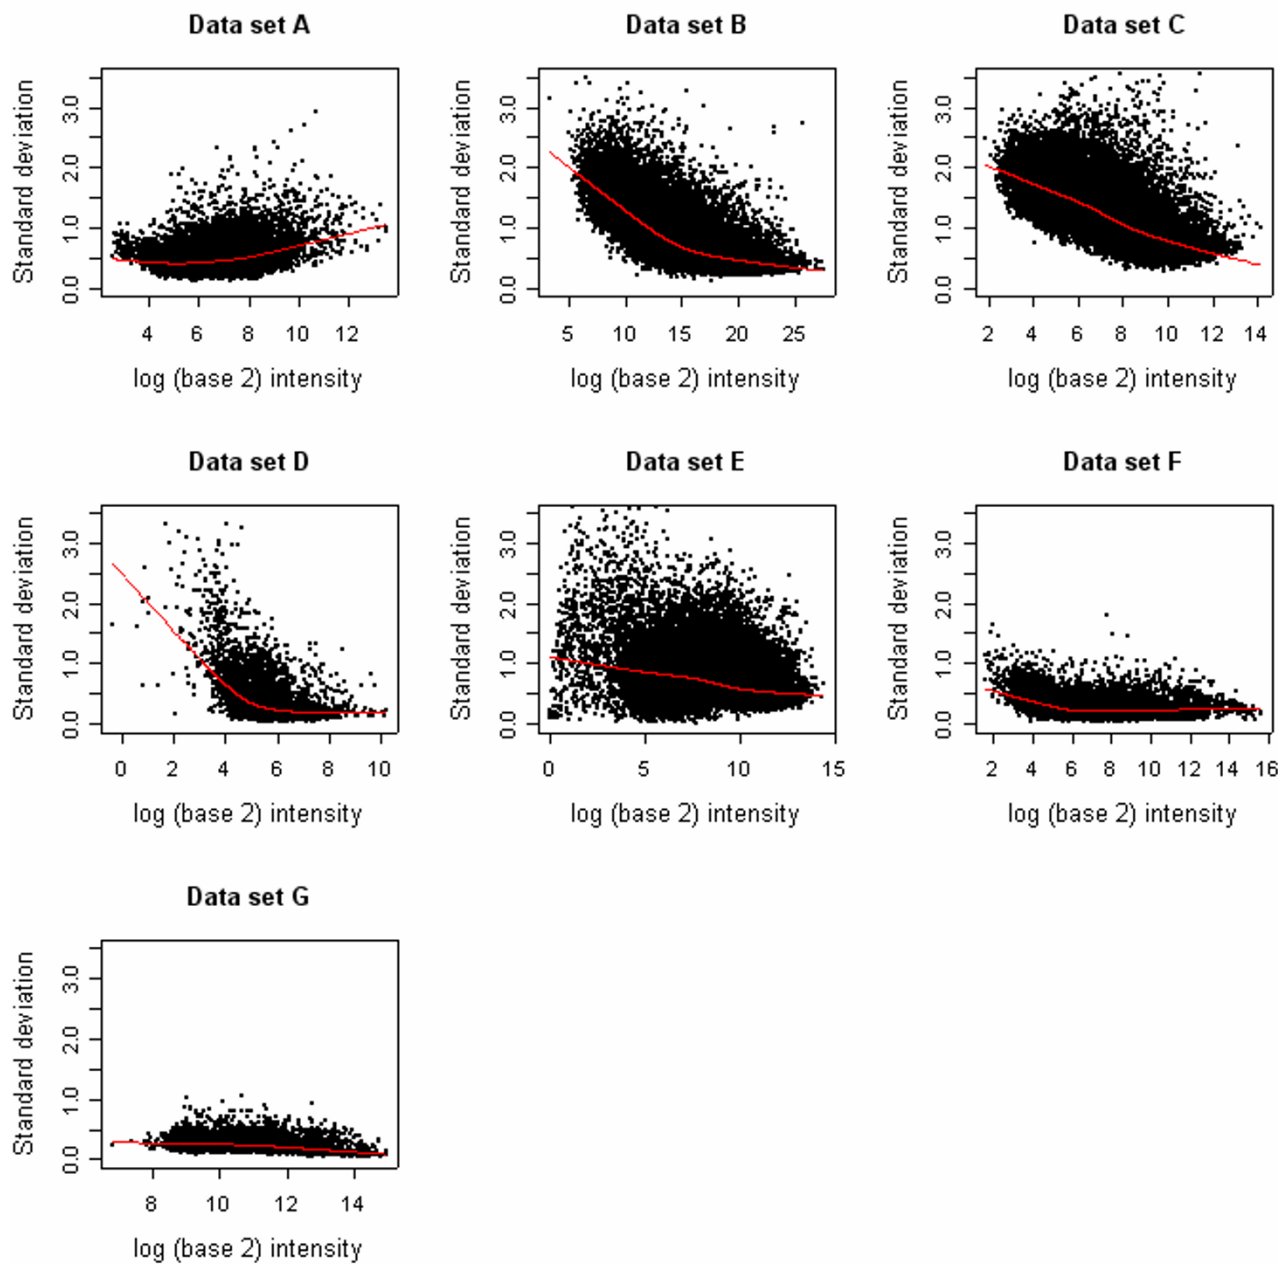 Data set A
Data set B
Data set C
Standard deviation
0.0 1.0 2.0 3.0
Standard deviation
0.0 1.0 2.0 3.0
Standard deviation
0.0 1.0 2.0 3.0
4 6 8 10 12
5 10 15 20 25
2 4 6 8 10 12 14
log (base 2) intensity
log (base 2) intensity
log (base 2) intensity
Data set D
Data set E
Data set F
Standard deviation
0.0 1.0 2.0 3.0
Standard deviation
0.0 1.0 2.0 3.0
Standard deviation
0.0 1.0 2.0 3.0
0 2 4 6 8 10
0 5 10 15
2 4 6 8 10 12 14 16
log (base 2) intensity
log (base 2) intensity
log (base 2) intensity
Data set G
Standard deviation
0.0 1.0 2.0 3.0
8 10 12 14
log (base 2) intensity